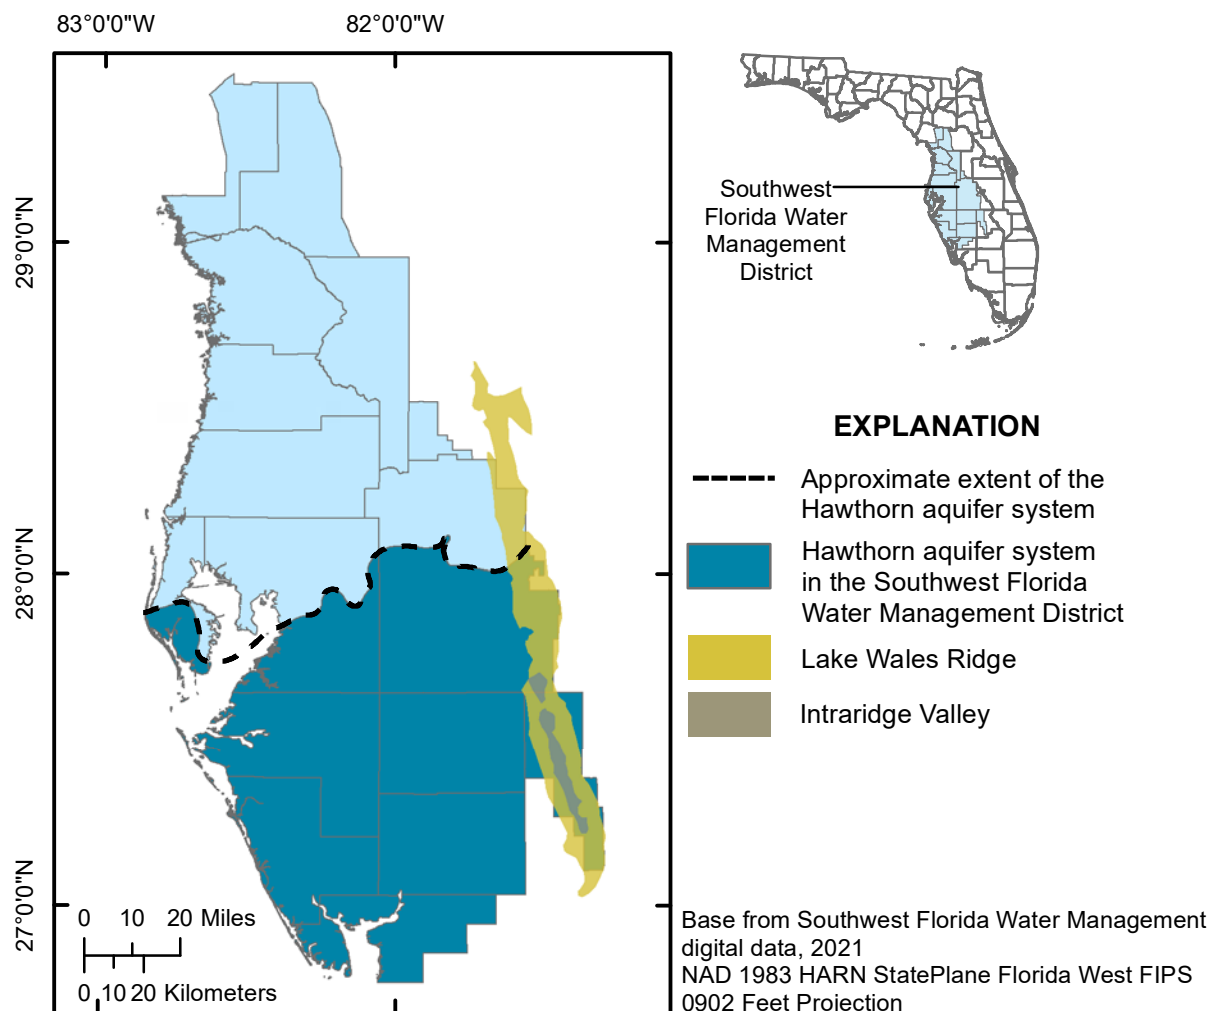 83°0'0"W
82°0'0"W
29°0'0"N
28°0'0"N
27°0'0"N
0 10 20 Miles
0 10 20 Kilometers
Southwest
Florida Water
Management
District
EXPLANATION
Approximate extent of the
Hawthorn aquifer system
Hawthorn aquifer system
in the Southwest Florida
Water Management District
Lake Wales Ridge
Intraridge Valley
Base from Southwest Florida Water Management
digital data, 2021
NAD 1983 HARN StatePlane Florida West FIPS
0902 Feet Projection